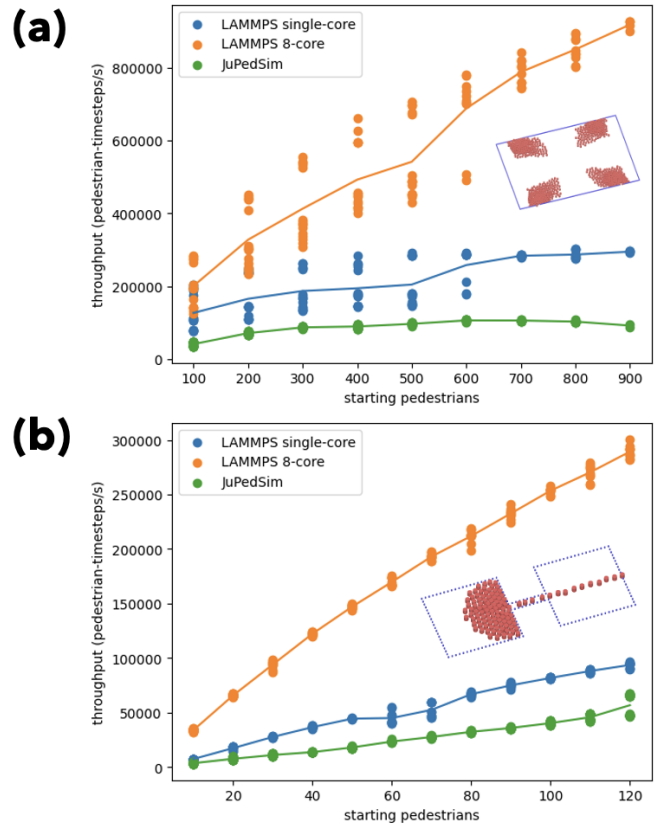 (a)
LAMMPS single-core
LAMMPS 8-core
JuPedSim
throughput (pedestrian-timesteps/s)
800000
600000
400000
200000
0
100 200 300 400 500 600 700 800 900
starting pedestrians
(b)
LAMMPS single-core
LAMMPS 8-core
JuPedSim
throughput (pedestrian-timesteps/s)
300000
250000
200000
150000
100000
50000
0
20 40 60 80 100 120
starting pedestrians